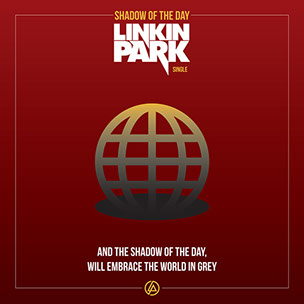 SHADOW OF THE DAY
LINKIN
PARK
SINGLE
AND THE SHADOW OF THE DAY,
WILL EMBRACE THE WORLD IN GREY